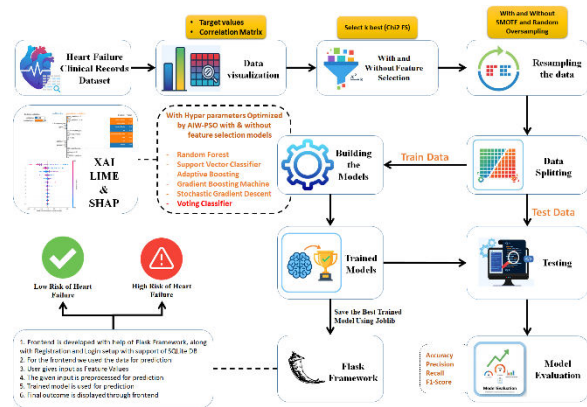 Target values
Correlation Matrix
Select k best (Chi2 FS)
With and Without
SMOTE and Random
Oversampling
Heart Failure
Clinical Records
Dataset
Data
visualization
With and
Without Feature
Selection
Resampling
the data
XAI
LIME
&
SHAP
With Hyper parameters Optimized
by AIW-PSO with & without
feature selection models
- Random Forest
- Support Vector Classifier
- Adaptive Boosting
- Gradient Boosting Machine
- Stochastic Gradient Descent
- Voting Classifier
Building
the Models
Train Data
Data
Splitting
Test Data
Low Risk of Heart
Failure
High Risk of Heart
Failure
Trained
Models
Testing
Save the Best Trained
Model Using Joblib
1. Frontend is developed with help of Flask Framework, along
with Registration and Login setup with support of SQLite DB
2. For the frontend we used the data for prediction
3. User gives input as Feature Values
4. The given input is preprocessed for prediction
5. Trained model is used for prediction
6. Final outcome is displayed through frontend
Flask
Framework
Accuracy
Precision
Recall
F1-Score
Model Evaluation
Model
Evaluation